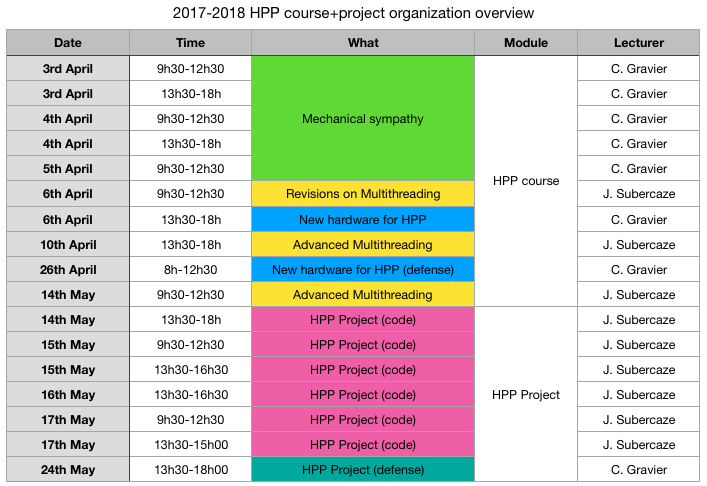 2017-2018 HPP course+project organization overview
Date Time What Module Lecturer
3rd April 9h30-12h30 C. Gravier
3rd April 13h30-18h C. Gravier
4th April 9h30-12h30 Mechanical sympathy C. Gravier
4th April 13h30-18h C. Gravier
5th April 9h30-12h30 C. Gravier
6th April 9h30-12h30 Revisions on Multithreading HPP course J. Subercaze
6th April 13h30-18h New hardware for HPP C. Gravier
10th April 13h30-18h Advanced Multithreading J. Subercaze
26th April 8h-12h30 New hardware for HPP (defense) C. Gravier
14th May 9h30-12h30 Advanced Multithreading J. Subercaze
14th May 13h30-18h HPP Project (code) J. Subercaze
15th May 9h30-12h30 HPP Project (code) J. Subercaze
15th May 13h30-16h30 HPP Project (code) J. Subercaze
16th May 13h30-16h30 HPP Project (code) HPP Project J. Subercaze
17th May 9h30-12h30 HPP Project (code) J. Subercaze
17th May 13h30-15h00 HPP Project (code) J. Subercaze
24th May 13h30-18h00 HPP Project (defense) C. Gravier